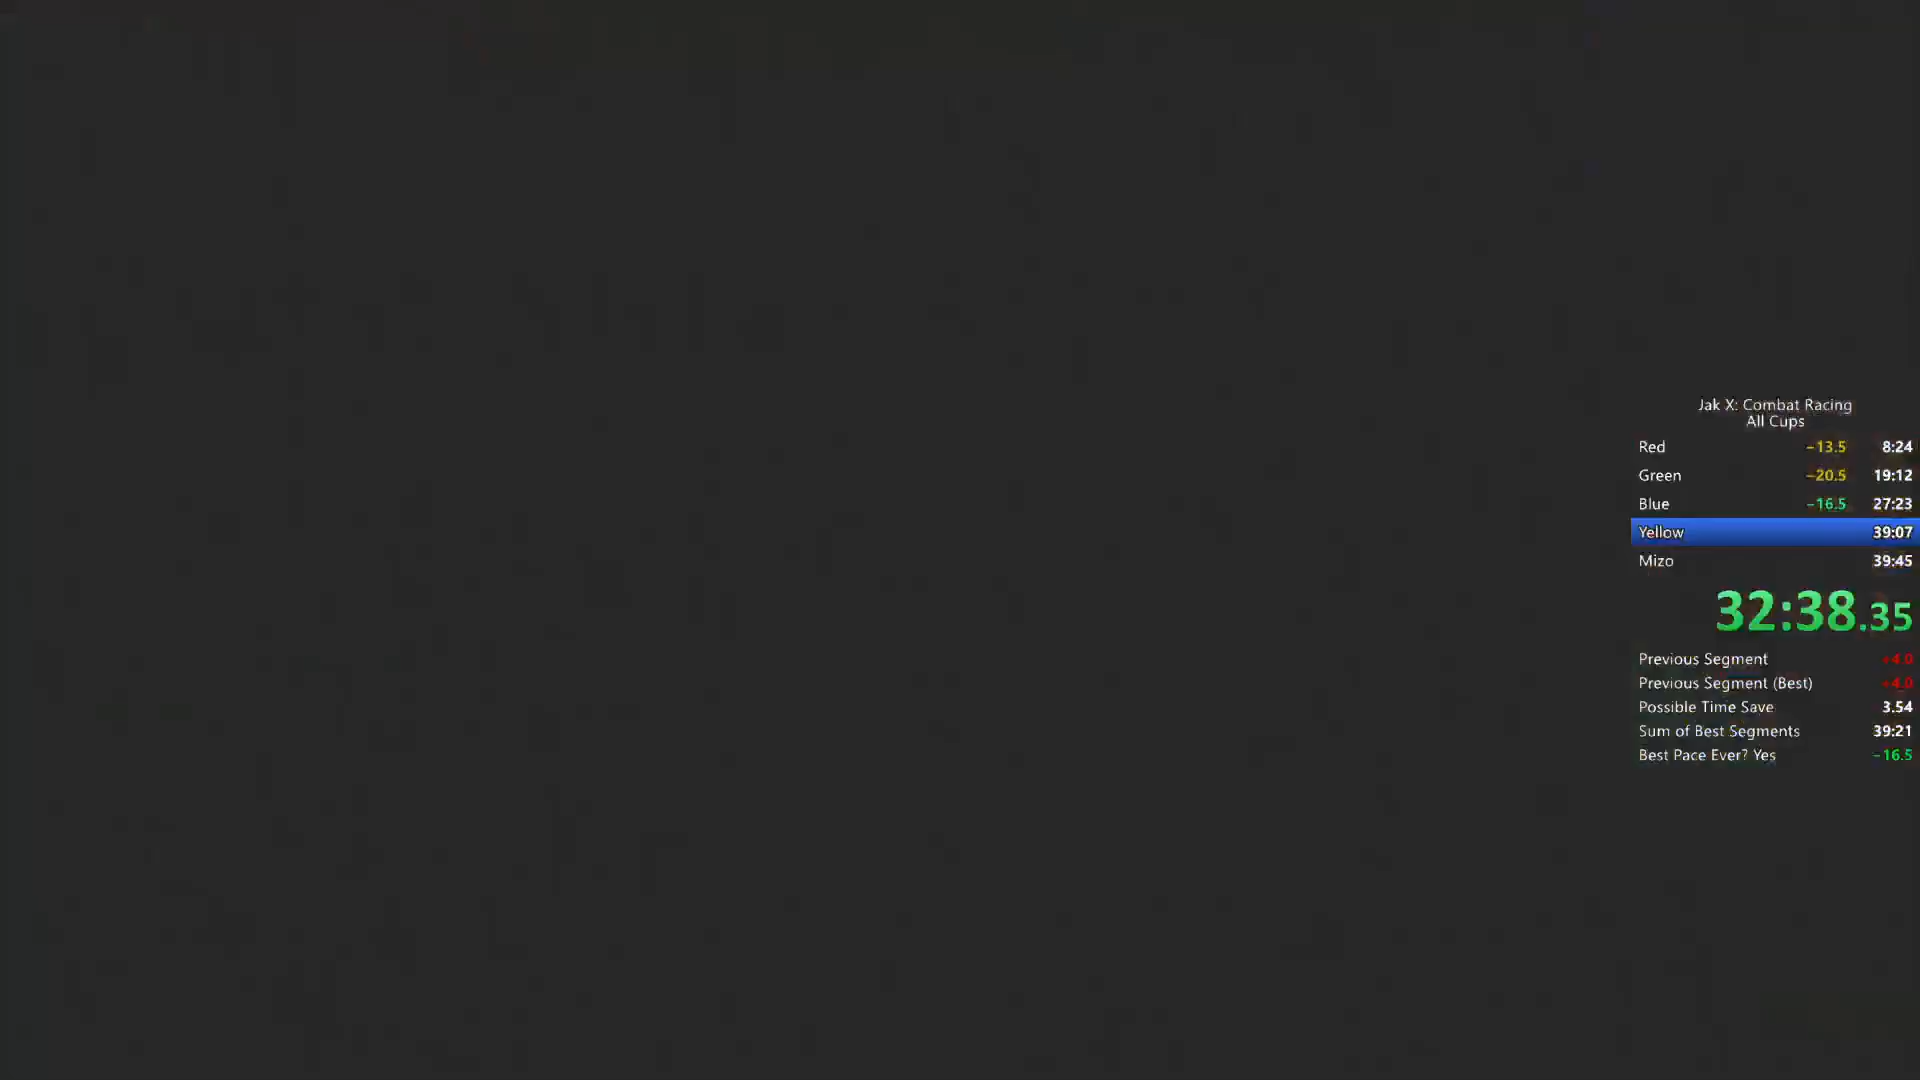 Jak X: Combat Racing
All Cups
Red -13.5 8:24
Green -20.5 19:12
Blue -16.5 27:23
Yellow 39:07
Mizo 39:45
32:38.35
Previous Segment +4.0
Previous Segment (Best) +4.0
Possible Time Save 3.54
Sum of Best Segments 39:21
Best Pace Ever? Yes -16.5